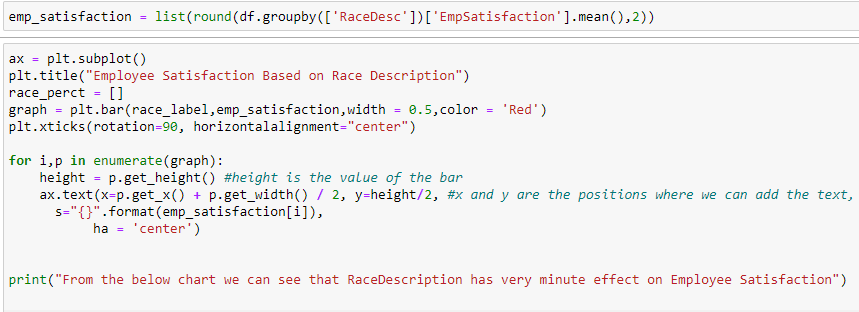 emp_satisfaction = list(round(df.groupby(['RaceDesc'])['EmpSatisfaction'].mean(),2))
ax = plt.subplot()
plt.title("Employee Satisfaction Based on Race Description")
race_perct = []
graph = plt.bar(race_label,emp_satisfaction,width = 0.5,color = 'Red')
plt.xticks(rotation=90, horizontalalignment="center")
for i,p in enumerate(graph):
    height = p.get_height() #height is the value of the bar
    ax.text(x=p.get_x() + p.get_width() / 2, y=height/2, #x and y are the positions where we can add the text,
      s="{}".format(emp_satisfaction[i]),
           ha = 'center')
print("From the below chart we can see that RaceDescription has very minute effect on Employee Satisfaction")